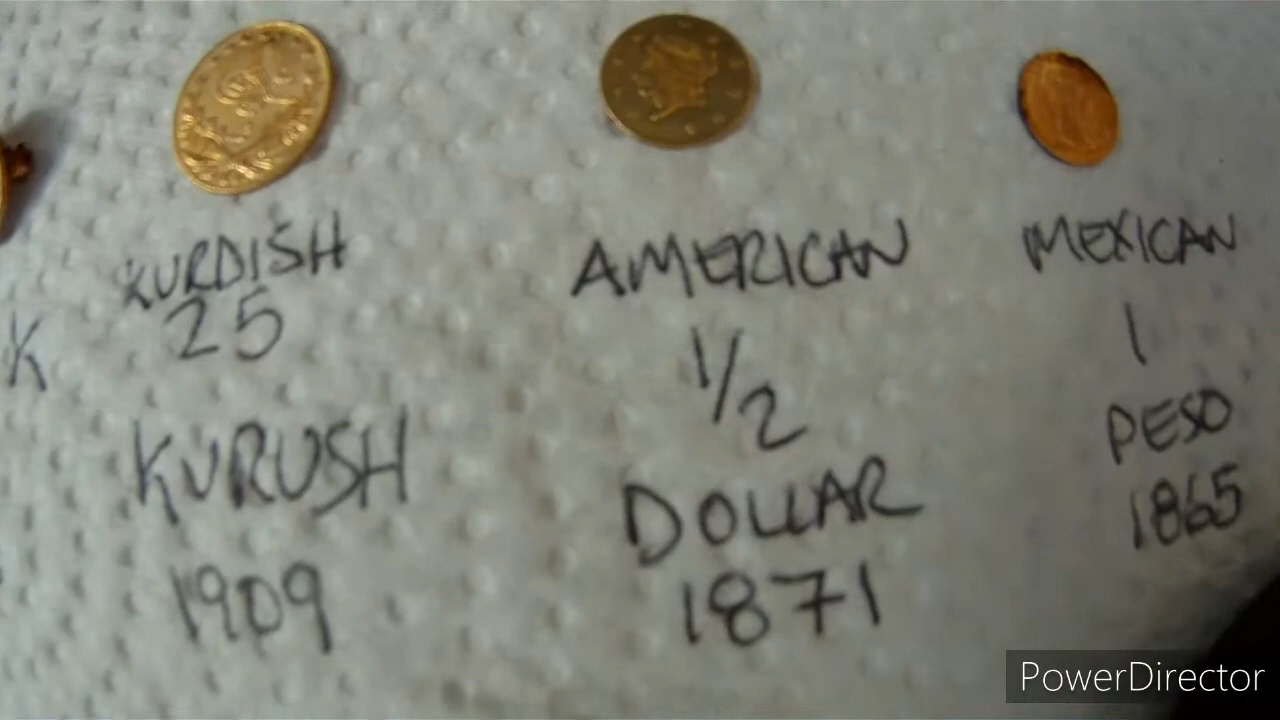 K
KURDISH
25
KURUSH
1909
AMERICAN
1/2
DOLLAR
1871
MEXICAN
1
PESO
1865
PowerDirector